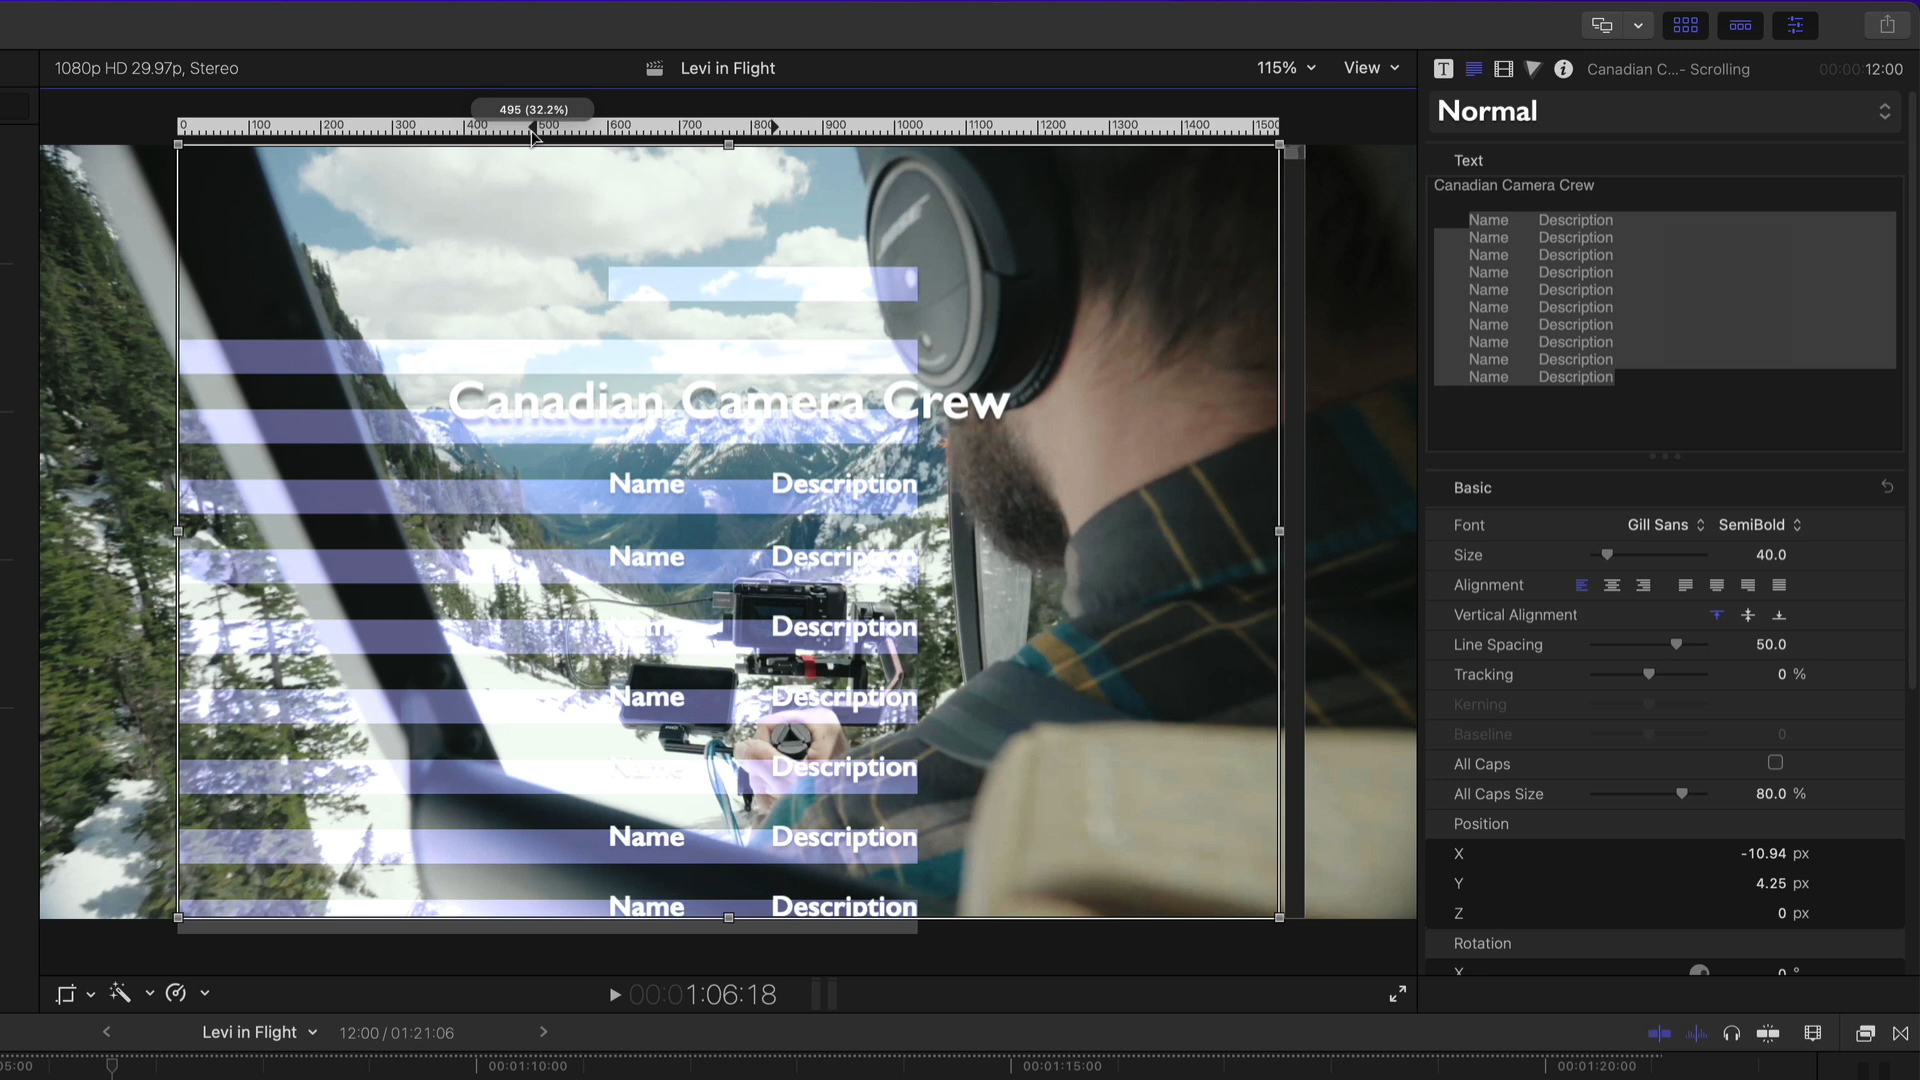 1080p HD 29.97p, Stereo
Levi in Flight
115%
View
Canadian C...- Scrolling
00:00:12:00
495 (32.2%)
0 100 200 300 400 500 600 700 800 900 1000 1100 1200 1300 1400 1500
Normal
Text
Canadian Camera Crew
Name Description
Name Description
Name Description
Name Description
Name Description
Name Description
Name Description
Name Description
Name Description
Name Description
Canadian Camera Crew
Name Description
Name Description
Name Description
Name Description
Name Description
Name Description
Name Description
Basic
Font Gill Sans SemiBold
Size 40.0
Alignment
Vertical Alignment
Line Spacing 50.0
Tracking 0 %
Kerning
Baseline 0
All Caps
All Caps Size 80.0 %
Position
X -10.94 px
Y 4.25 px
Z 0 px
Rotation
X 0 °
00:01:06:18
Levi in Flight
12:00 / 01:21:06
05:00
00:01:10:00
00:01:15:00
00:01:20:00